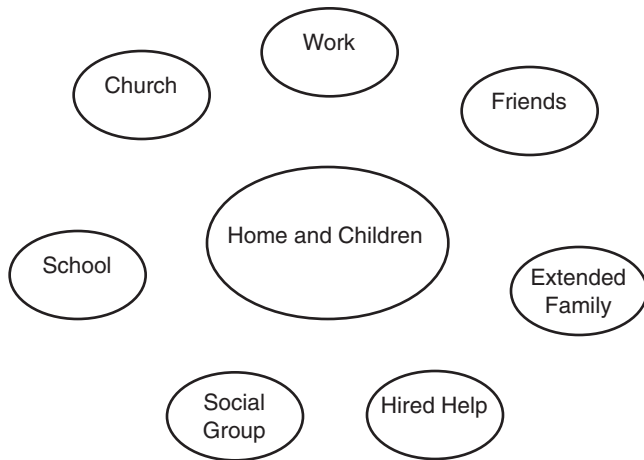 Work
Church
Friends
Home and Children
School
Extended
Family
Social
Group
Hired Help